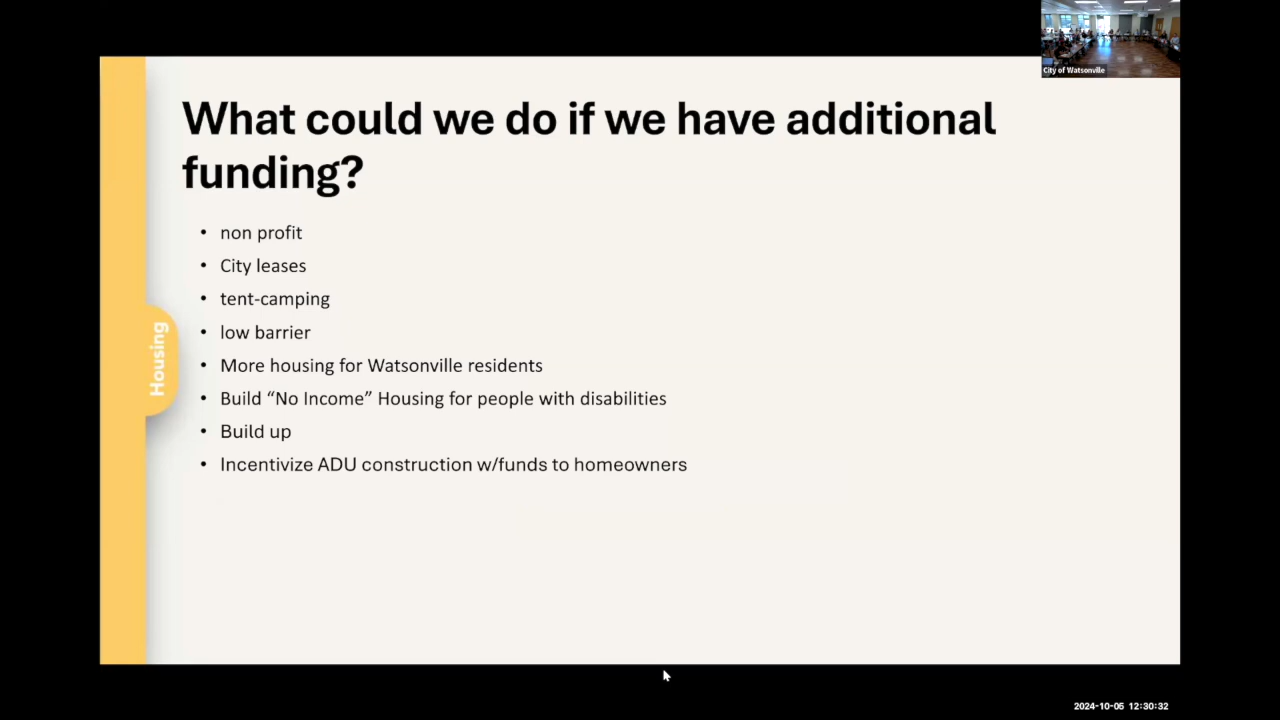 City of Watsonville
What could we do if we have additional
funding?
• non profit
• City leases
• tent-camping
• low barrier
• More housing for Watsonville residents
• Build “No Income” Housing for people with disabilities
• Build up
• Incentivize ADU construction w/funds to homeowners
Housing
2024-10-05 12:30:32